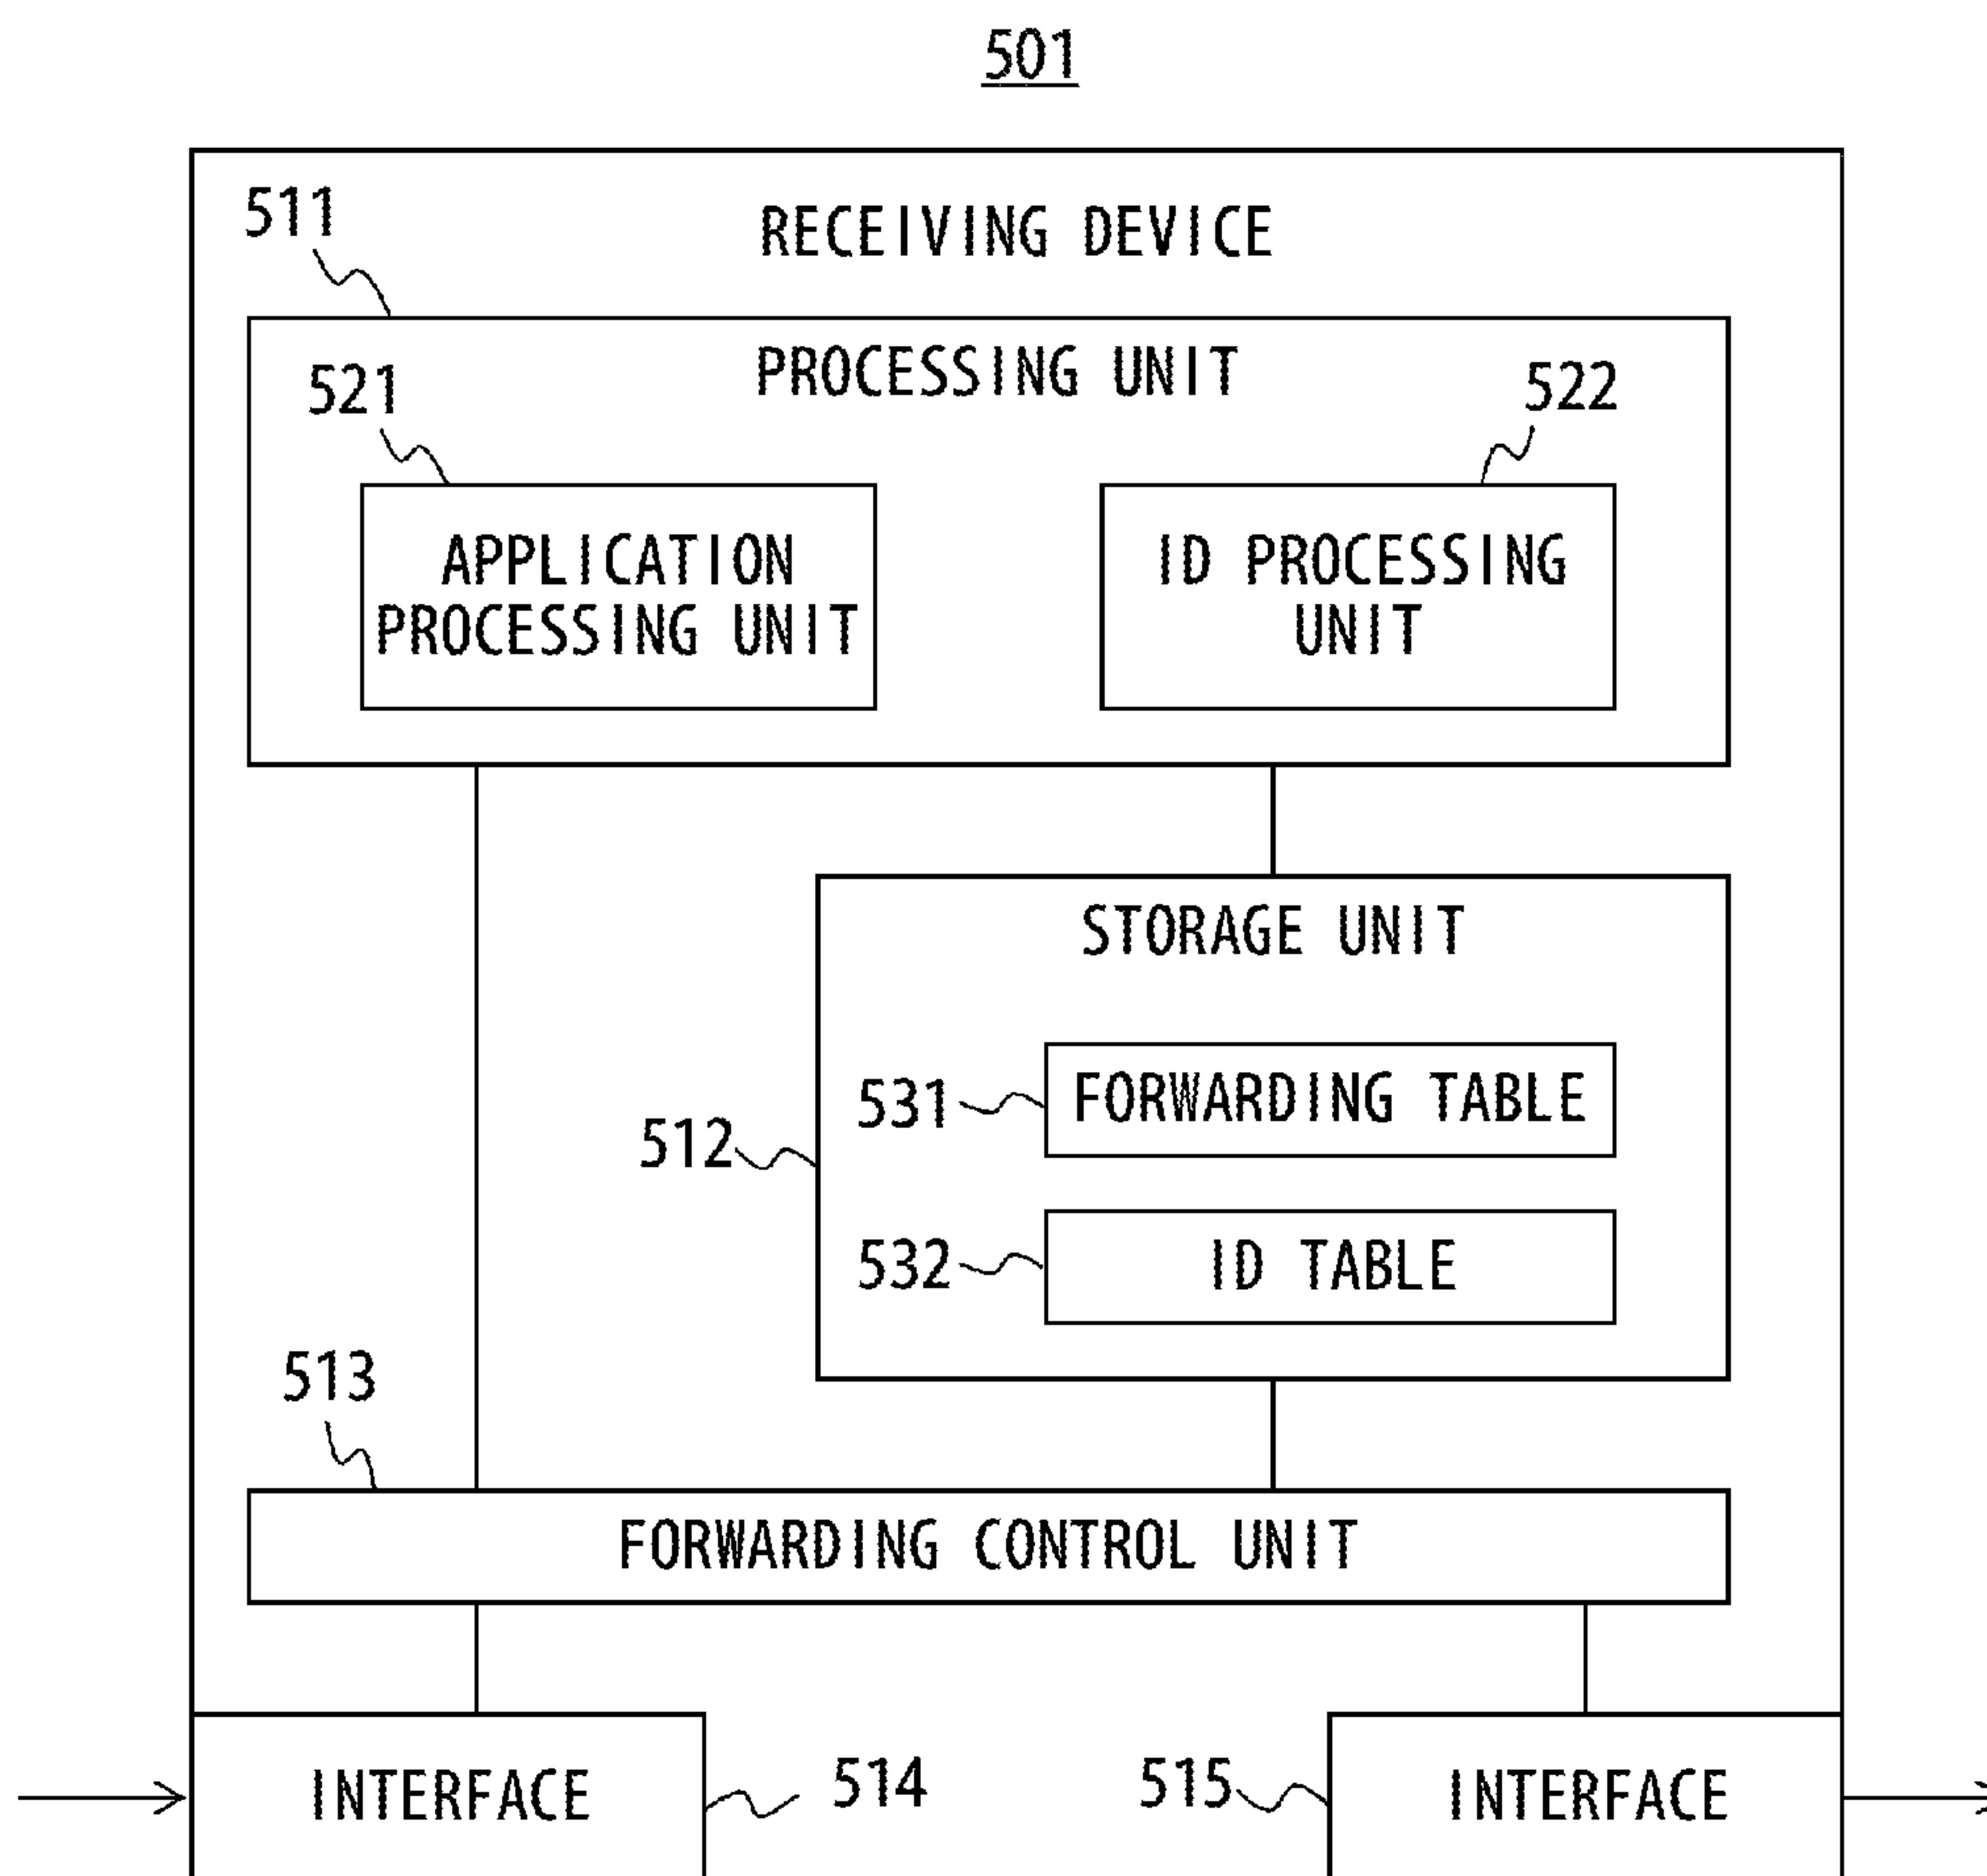 501
511
RECEIVING DEVICE
PROCESSING UNIT
521
522
APPLICATION
PROCESSING UNIT
ID PROCESSING
UNIT
STORAGE UNIT
531
FORWARDING TABLE
512
532
ID TABLE
513
FORWARDING CONTROL UNIT
INTERFACE
514
515
INTERFACE